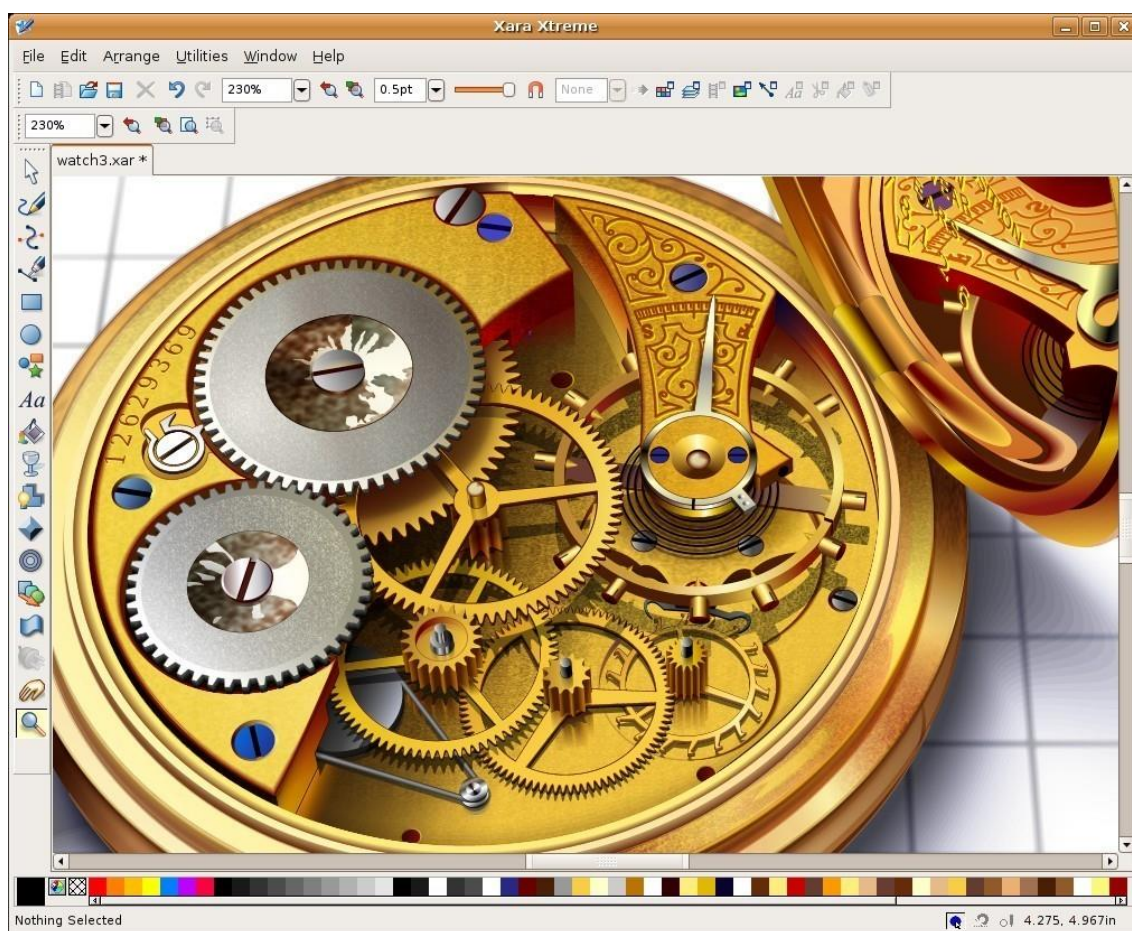 Xara Xtreme
File Edit Arrange Utilities Window Help
230% 0.5pt None Aa
230%
watch3.xar *
Aa
12629369
S F
Nothing Selected 4.275, 4.967in